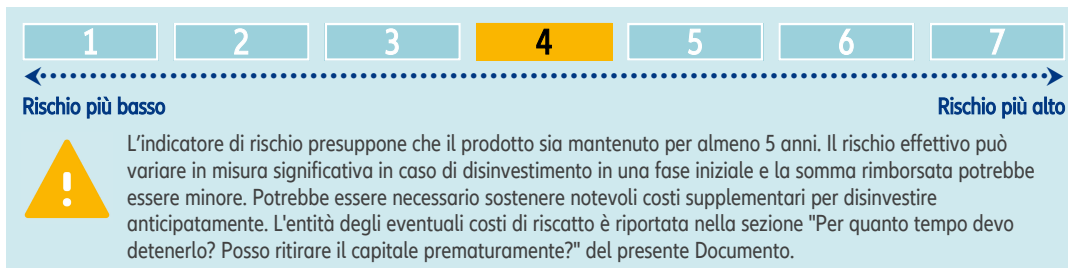 1 2 3 4 5 6 7
Rischio più basso Rischio più alto
L'indicatore di rischio presuppone che il prodotto sia mantenuto per almeno 5 anni. Il rischio effettivo può
variare in misura significativa in caso di disinvestimento in una fase iniziale e la somma rimborsata potrebbe
essere minore. Potrebbe essere necessario sostenere notevoli costi supplementari per disinvestire
anticipatamente. L'entità degli eventuali costi di riscatto è riportata nella sezione "Per quanto tempo devo
detenerlo? Posso ritirare il capitale prematuramente?" del presente Documento.